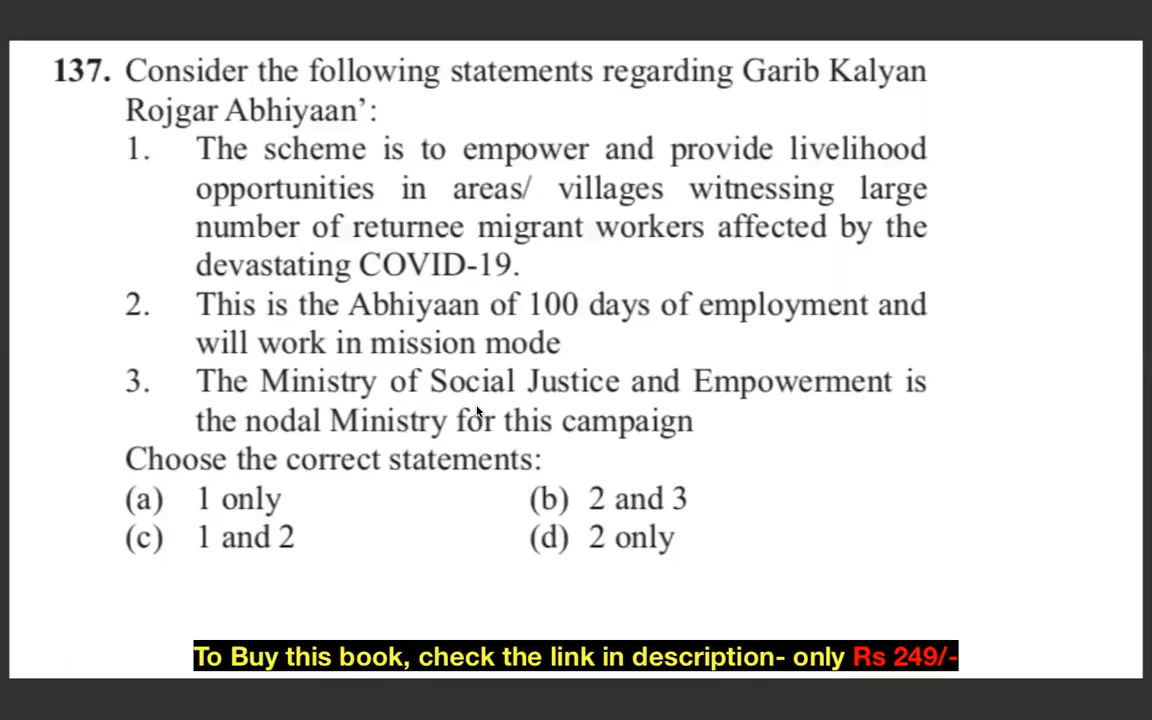 137. Consider the following statements regarding Garib Kalyan
Rojgar Abhiyaan’:
1. The scheme is to empower and provide livelihood
opportunities in areas/ villages witnessing large
number of returnee migrant workers affected by the
devastating COVID-19.
2. This is the Abhiyaan of 100 days of employment and
will work in mission mode
3. The Ministry of Social Justice and Empowerment is
the nodal Ministry for this campaign
Choose the correct statements:
(a) 1 only (b) 2 and 3
(c) 1 and 2 (d) 2 only
To Buy this book, check the link in description- only Rs 249/-